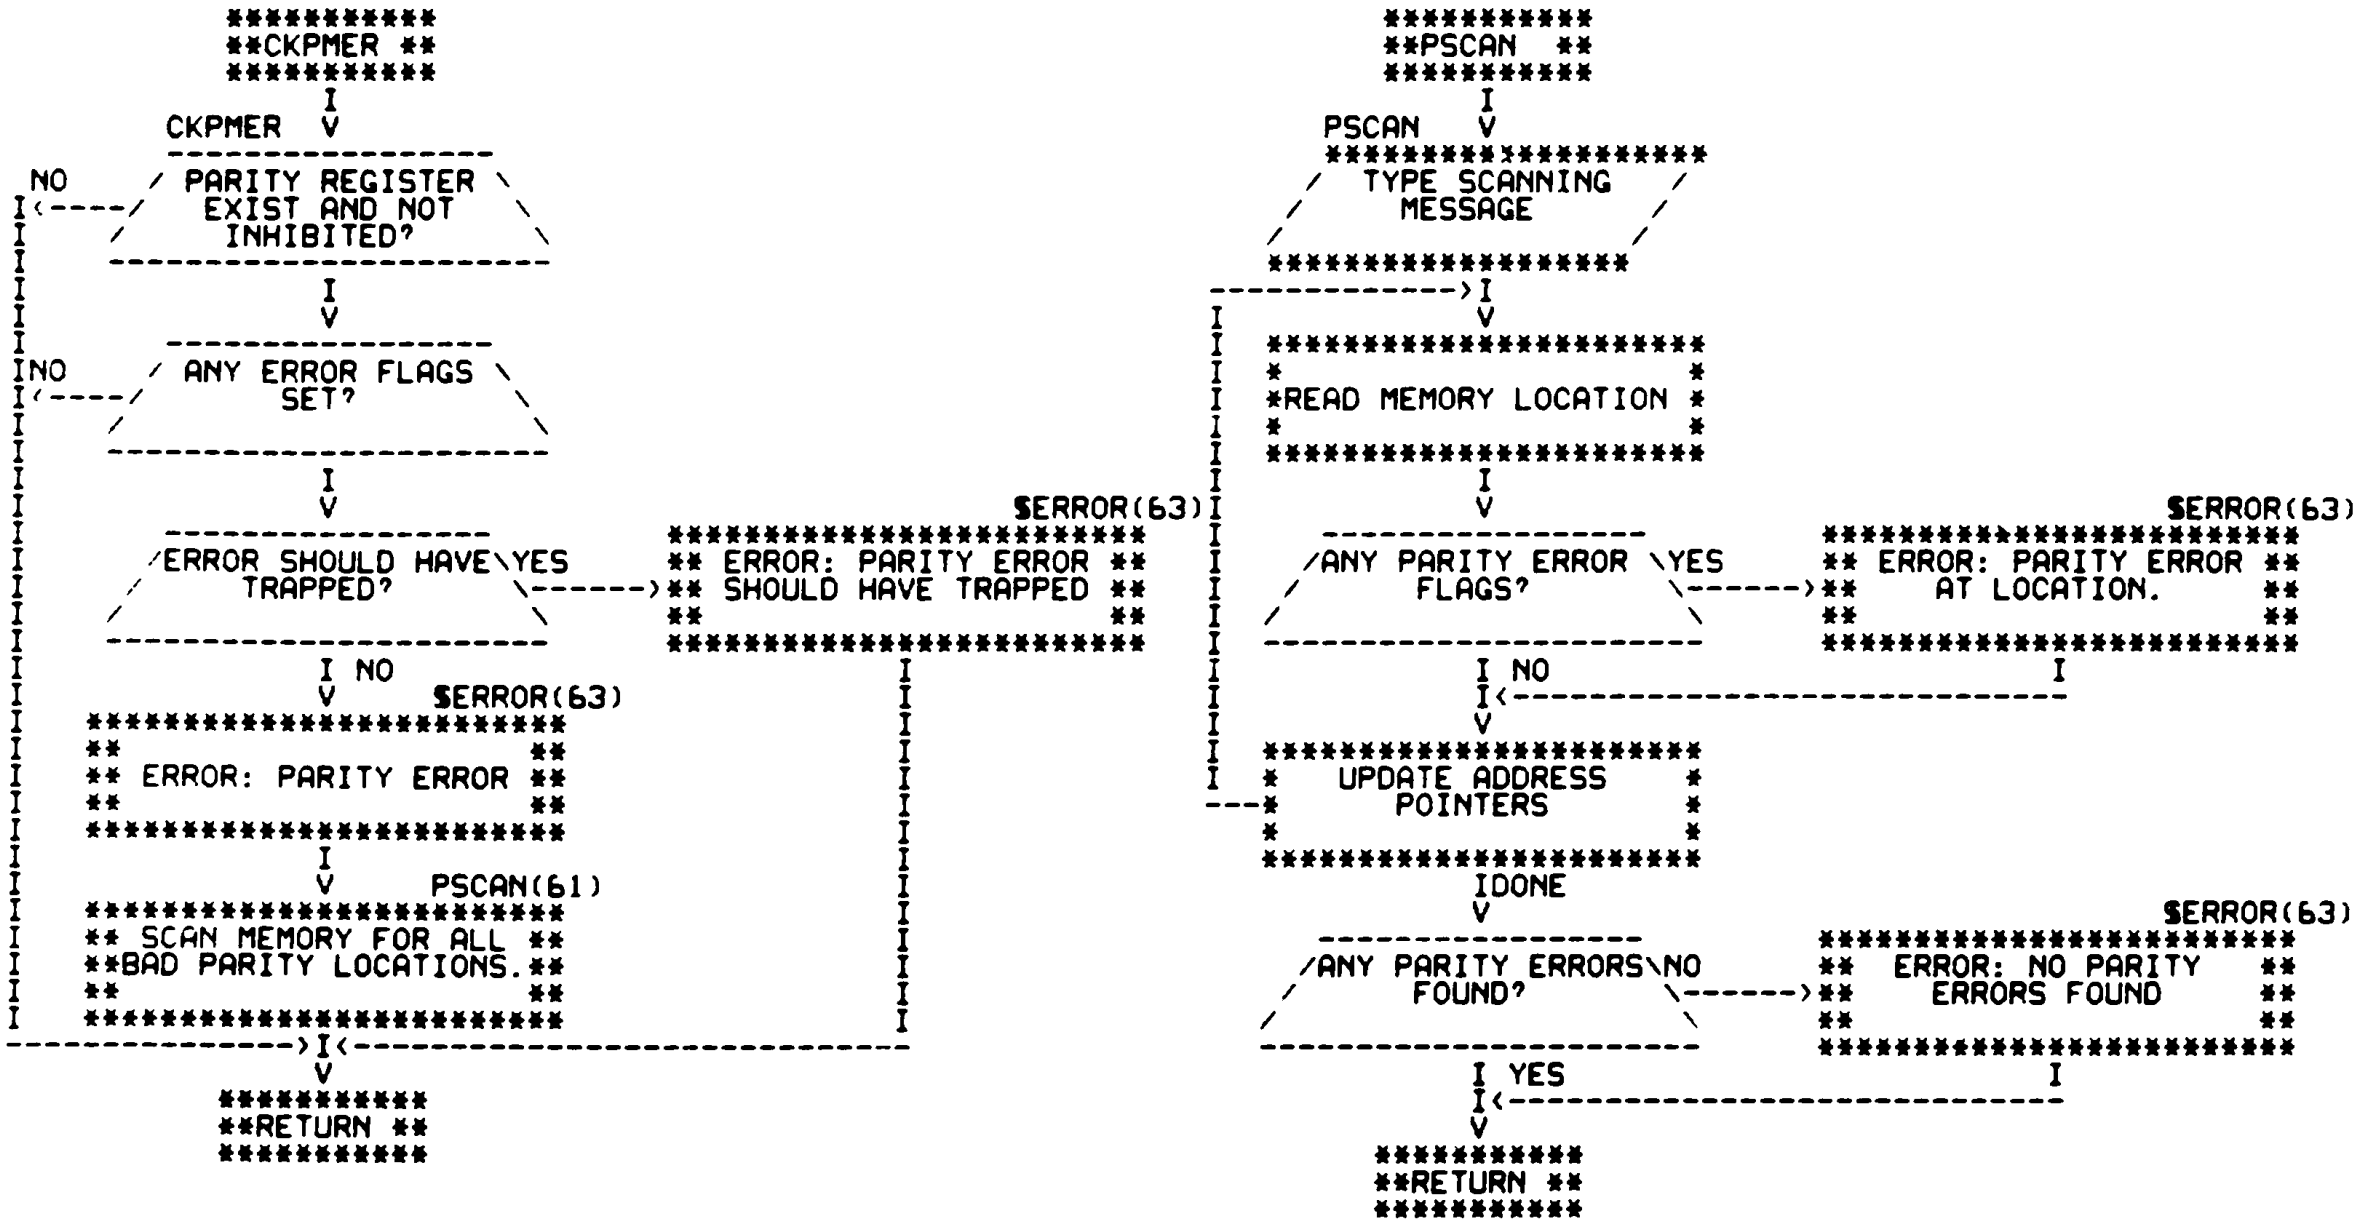 **CKPMER **
CKPMER
NO
PARITY REGISTER
EXIST AND NOT
INHIBITED?
NO
ANY ERROR FLAGS
SET?
ERROR SHOULD HAVE
TRAPPED?
YES
$ERROR(63)
** ERROR: PARITY ERROR **
** SHOULD HAVE TRAPPED **
NO
$ERROR(63)
** ERROR: PARITY ERROR **
PSCAN(61)
** SCAN MEMORY FOR ALL **
**BAD PARITY LOCATIONS.**
**RETURN **
**PSCAN **
PSCAN
TYPE SCANNING
MESSAGE
*READ MEMORY LOCATION *
ANY PARITY ERROR
FLAGS?
YES
$ERROR(63)
** ERROR: PARITY ERROR **
** AT LOCATION. **
NO
UPDATE ADDRESS
POINTERS
DONE
ANY PARITY ERRORS
FOUND?
NO
$ERROR(63)
** ERROR: NO PARITY **
** ERRORS FOUND **
YES
**RETURN **